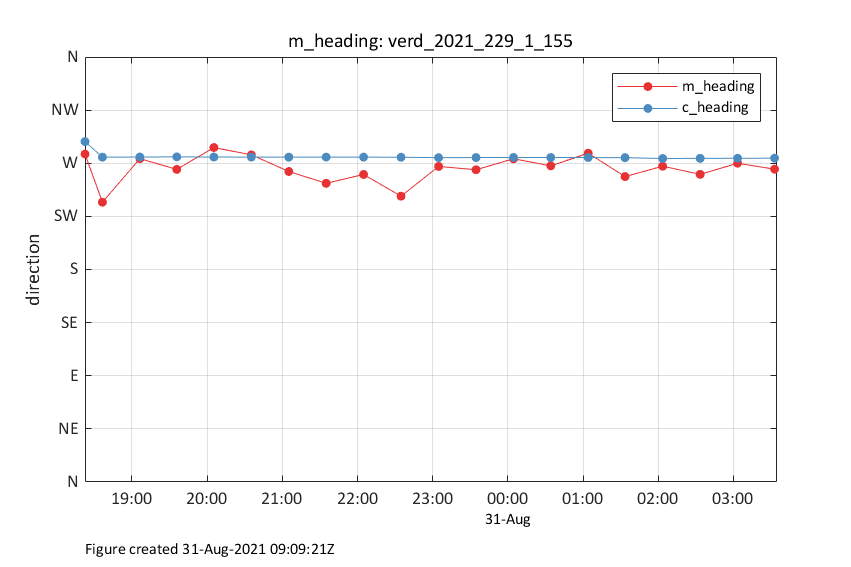 m_heading: verd_2021_229_1_155
N
NW
W
SW
S
SE
E
NE
N
direction
m_heading
c_heading
19:00 20:00 21:00 22:00 23:00 00:00 01:00 02:00 03:00
31-Aug
Figure created 31-Aug-2021 09:09:21Z